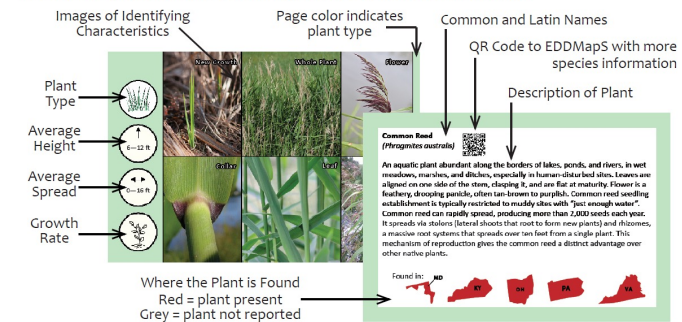 Images of Identifying
Characteristics
Page color indicates
plant type
Common and Latin Names
QR Code to EDDMapS with more
species information
Description of Plant
Plant
Type
Average
Height
Average
Spread
Growth
Rate
New Growth
Whole Plant
Flower
6—12 ft
0—16 ft
Collar
Leaf
Common Reed
(Phragmites australis)
An aquatic plant abundant along the borders of lakes, ponds, and rivers, in wet
meadows, marshes, and ditches, especially in human-disturbed sites. Leaves are
aligned on one side of the stem, clasping it, and are flat at maturity. Flower is a
feathery, drooping panicle, often tan-brown to purplish. Common reed seedling
establishment is typically restricted to muddy sites with "just enough water".
Common reed can rapidly spread, producing more than 2,000 seeds each year.
It spreads via stolons (lateral shoots that root to form new plants) and rhizomes,
a massive root systems that spreads over ten feet from a single plant. This
mechanism of reproduction gives the common reed a distinct advantage over
other native plants.
Found in:
MD
KY
OH
PA
VA
Where the Plant is Found
Red = plant present
Grey = plant not reported